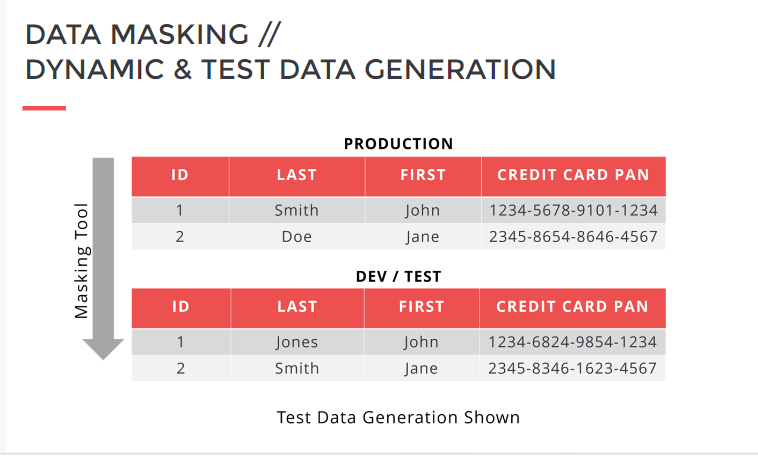 DATA MASKING //
DYNAMIC & TEST DATA GENERATION
Masking Tool
PRODUCTION
ID LAST FIRST CREDIT CARD PAN
1 Smith John 1234-5678-9101-1234
2 Doe Jane 2345-8654-8646-4567
DEV / TEST
ID LAST FIRST CREDIT CARD PAN
1 Jones John 1234-6824-9854-1234
2 Smith Jane 2345-8346-1623-4567
Test Data Generation Shown